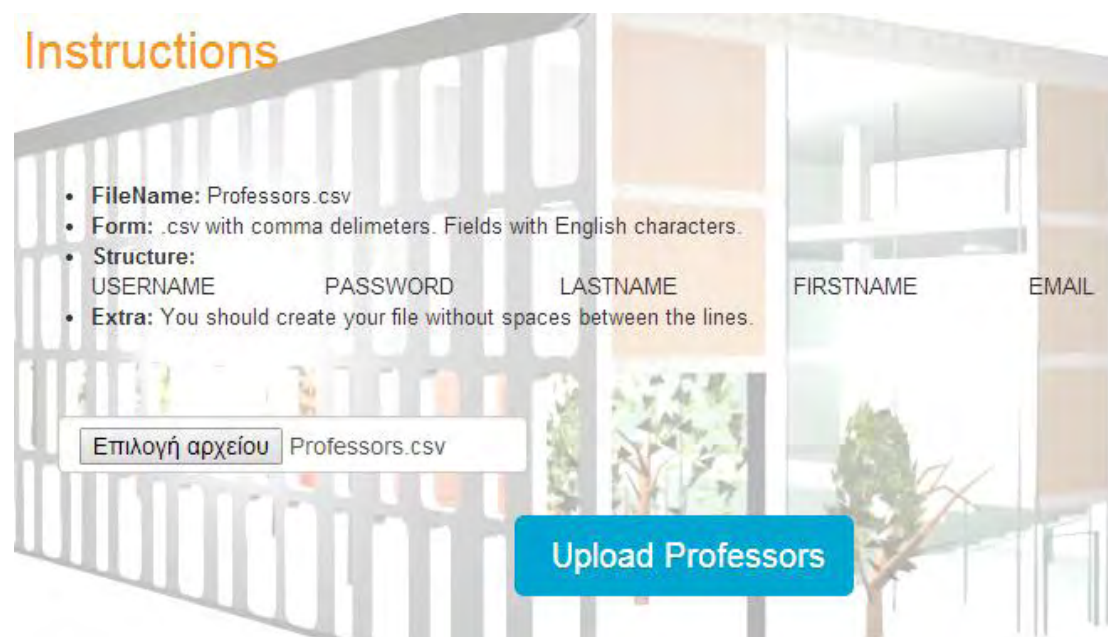 Instructions
• FileName: Professors.csv
• Form: .csv with comma delimeters. Fields with English characters.
• Structure:
USERNAME PASSWORD LASTNAME FIRSTNAME EMAIL
• Extra: You should create your file without spaces between the lines.
Επιλογή αρχείου Professors.csv
Upload Professors